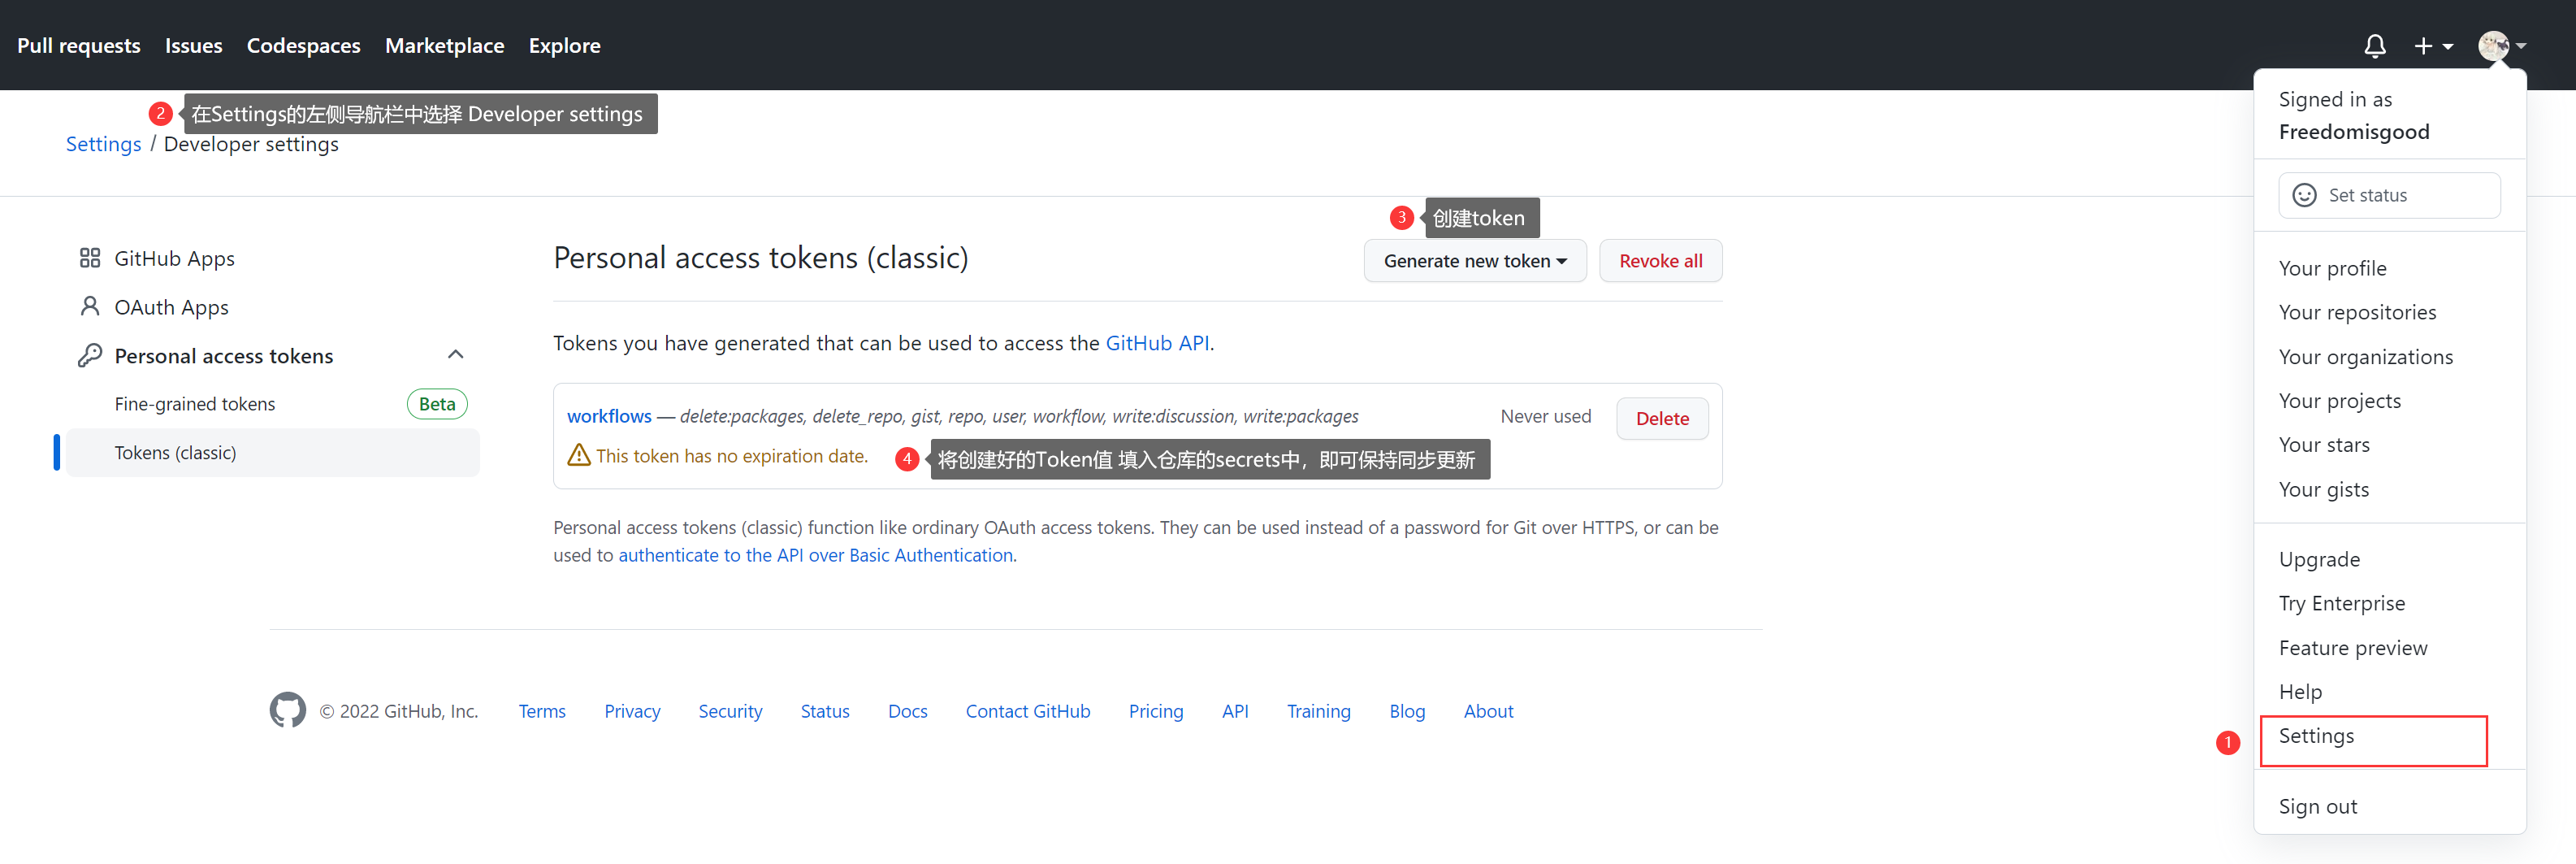 Pull requests Issues Codespaces Marketplace Explore
2 在Settings的左侧导航栏中选择 Developer settings
Settings / Developer settings
GitHub Apps
OAuth Apps
Personal access tokens
Fine-grained tokens Beta
Tokens (classic)
3 创建token
Personal access tokens (classic) Generate new token Revoke all
Tokens you have generated that can be used to access the GitHub API.
workflows — delete:packages, delete_repo, gist, repo, user, workflow, write:discussion, write:packages Never used Delete
This token has no expiration date.
4 将创建好的Token值 填入仓库的secrets中，即可保持同步更新
Personal access tokens (classic) function like ordinary OAuth access tokens. They can be used instead of a password for Git over HTTPS, or can be
used to authenticate to the API over Basic Authentication.
© 2022 GitHub, Inc. Terms Privacy Security Status Docs Contact GitHub Pricing API Training Blog About
Signed in as
Freedomisgood
Set status
Your profile
Your repositories
Your organizations
Your projects
Your stars
Your gists
Upgrade
Try Enterprise
Feature preview
Help
1 Settings
Sign out